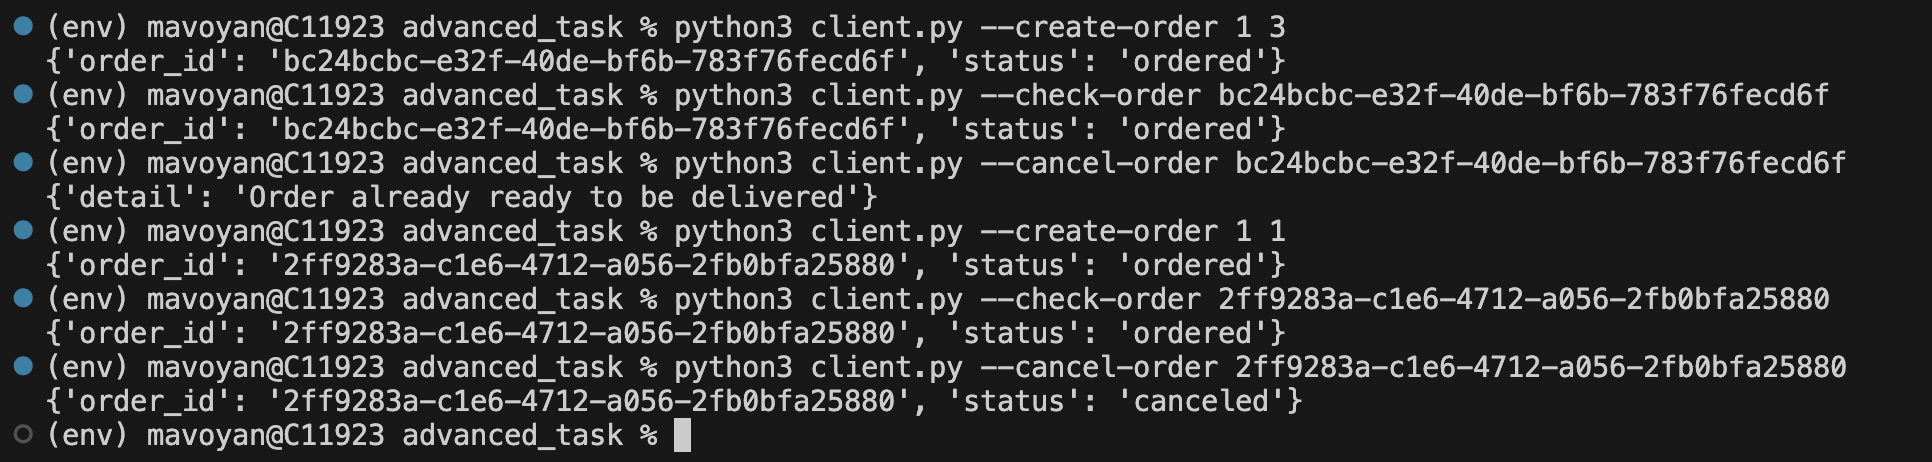 (env) mavoyan@C11923 advanced_task % python3 client.py --create-order 1 3
{'order_id': 'bc24bcbc-e32f-40de-bf6b-783f76fecd6f', 'status': 'ordered'}
(env) mavoyan@C11923 advanced_task % python3 client.py --check-order bc24bcbc-e32f-40de-bf6b-783f76fecd6f
{'order_id': 'bc24bcbc-e32f-40de-bf6b-783f76fecd6f', 'status': 'ordered'}
(env) mavoyan@C11923 advanced_task % python3 client.py --cancel-order bc24bcbc-e32f-40de-bf6b-783f76fecd6f
{'detail': 'Order already ready to be delivered'}
(env) mavoyan@C11923 advanced_task % python3 client.py --create-order 1 1
{'order_id': '2ff9283a-c1e6-4712-a056-2fb0bfa25880', 'status': 'ordered'}
(env) mavoyan@C11923 advanced_task % python3 client.py --check-order 2ff9283a-c1e6-4712-a056-2fb0bfa25880
{'order_id': '2ff9283a-c1e6-4712-a056-2fb0bfa25880', 'status': 'ordered'}
(env) mavoyan@C11923 advanced_task % python3 client.py --cancel-order 2ff9283a-c1e6-4712-a056-2fb0bfa25880
{'order_id': '2ff9283a-c1e6-4712-a056-2fb0bfa25880', 'status': 'canceled'}
(env) mavoyan@C11923 advanced_task %